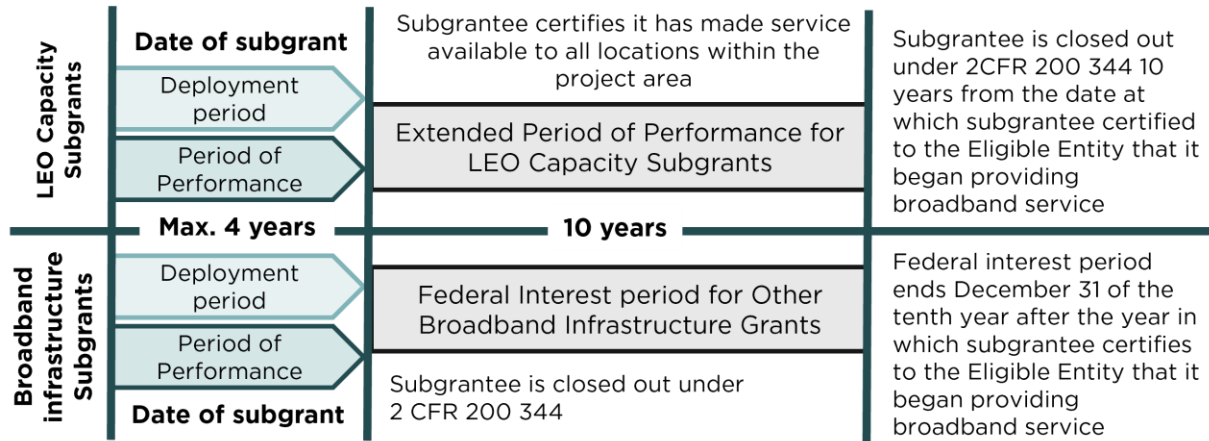 LEO Capacity
Subgrants
Date of subgrant
Deployment
period
Period of
Performance
Subgrantee certifies it has made service
available to all locations within the
project area
Extended Period of Performance for
LEO Capacity Subgrants
Subgrantee is closed out
under 2CFR 200 344 10
years from the date at
which subgrantee certified
to the Eligible Entity that it
began providing
broadband service
Max. 4 years
10 years
Broadband
infrastructure
Subgrants
Deployment
period
Period of
Performance
Date of subgrant
Federal Interest period for Other
Broadband Infrastructure Grants
Subgrantee is closed out under
2 CFR 200 344
Federal interest period
ends December 31 of the
tenth year after the year in
which subgrantee certifies
to the Eligible Entity that it
began providing
broadband service